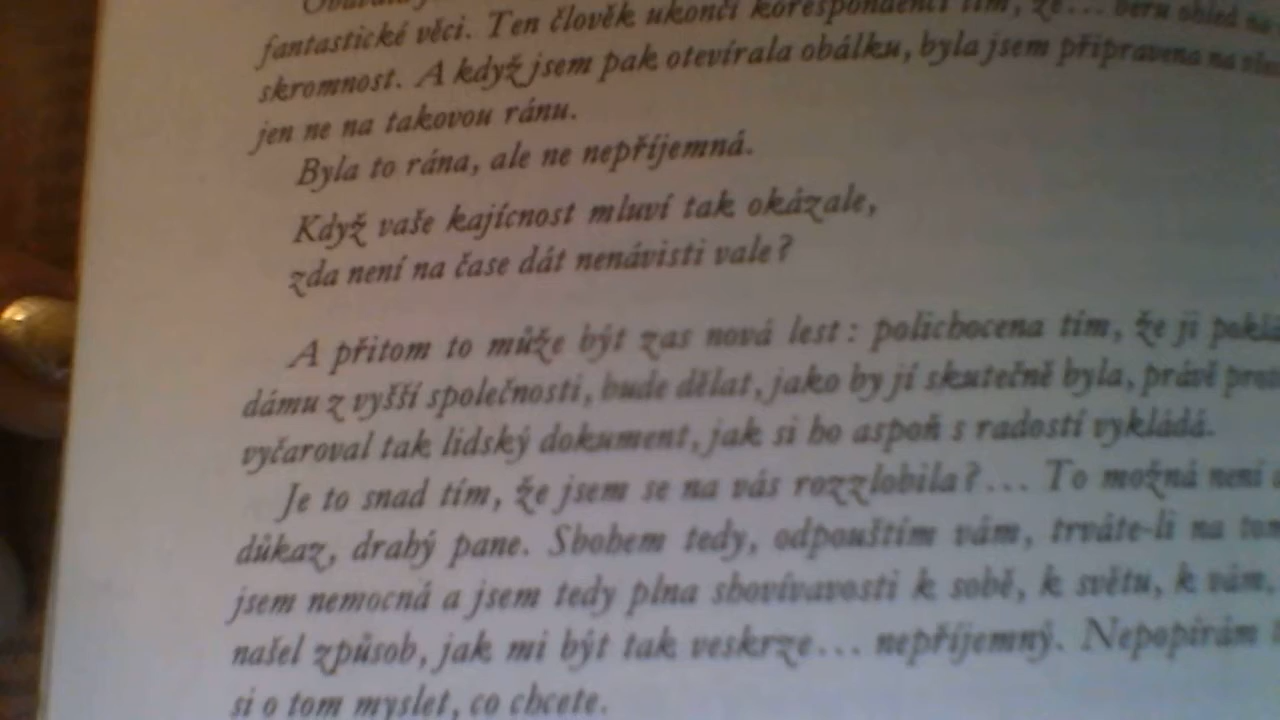 fantastické věci. Ten člověk ukončí korespondenci tím, že... beru ohled na
skromnost. A když jsem pak otevírala obálku, byla jsem připravena na
jen ne na takovou ránu.
Byla to rána, ale ne nepříjemná.
Když vaše kajícnost mluví tak okázale,
zda není na čase dát nenávisti vale?
A přitom to může být zas nová lest: polichocena tím, že ji
dámu z vyšší společnosti, bude dělat, jako by jí skutečně byla, právě
vyčaroval tak lidský dokument, jak si ho aspoň s radostí vykládá.
Je to snad tím, že jsem se na vás rozzlobila?... To možná není
důkaz, drahý pane. Sbohem tedy, odpouštím vám, trváte-li na
jsem nemocná a jsem tedy plna shovívavosti k sobě, k světu, k vám,
našel způsob, jak mi být tak veskrze... nepříjemný. Nepopírám
si o tom myslet, co chcete.